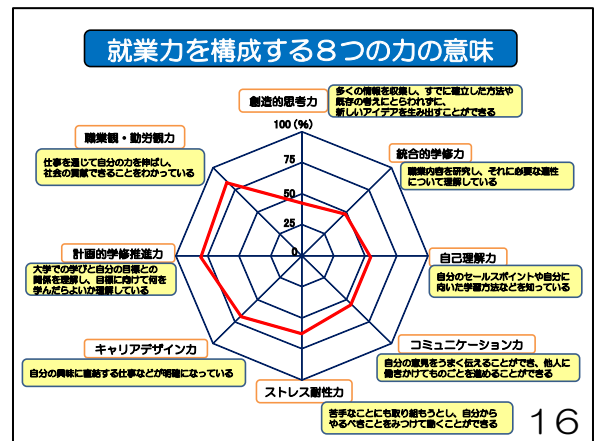 就業力を構成する８つの力の意味
創造的思考力
多くの情報を収集し、すでに確立した方法や
既存の考えにとらわれずに、
新しいアイデアを生み出すことができる
100(%)
75
50
25
0
統合的学修力
職業内容を研究し、それに必要な適性
について理解している
自己理解力
自分のセールスポイントや自分に
向いた学習方法などを知っている
コミュニケーション力
自分の意見をうまく伝えることができ、他人に
働きかけてものごとを進めることができる
ストレス耐性力
苦手なことにも取り組もうとし、自分から
やるべきことをみつけて動くことができる
キャリアデザイン力
自分の興味に直結する仕事などが明確になっている
計画的学修推進力
大学での学びと自分の目標との
関係を理解し、目標に向けて何を
学んだらよいか理解している
職業観・勤労観力
仕事を通じて自分の力を伸ばし、
社会の貢献できることをわかっている
16